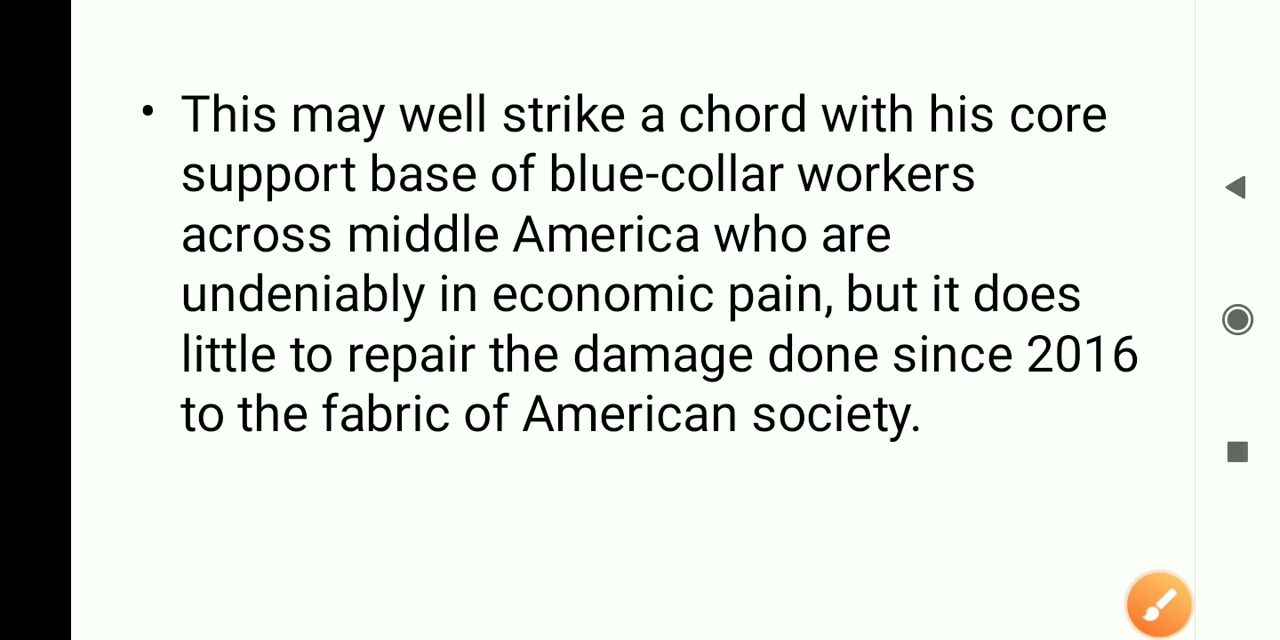 • This may well strike a chord with his core
support base of blue-collar workers
across middle America who are
undeniably in economic pain, but it does
little to repair the damage done since 2016
to the fabric of American society.